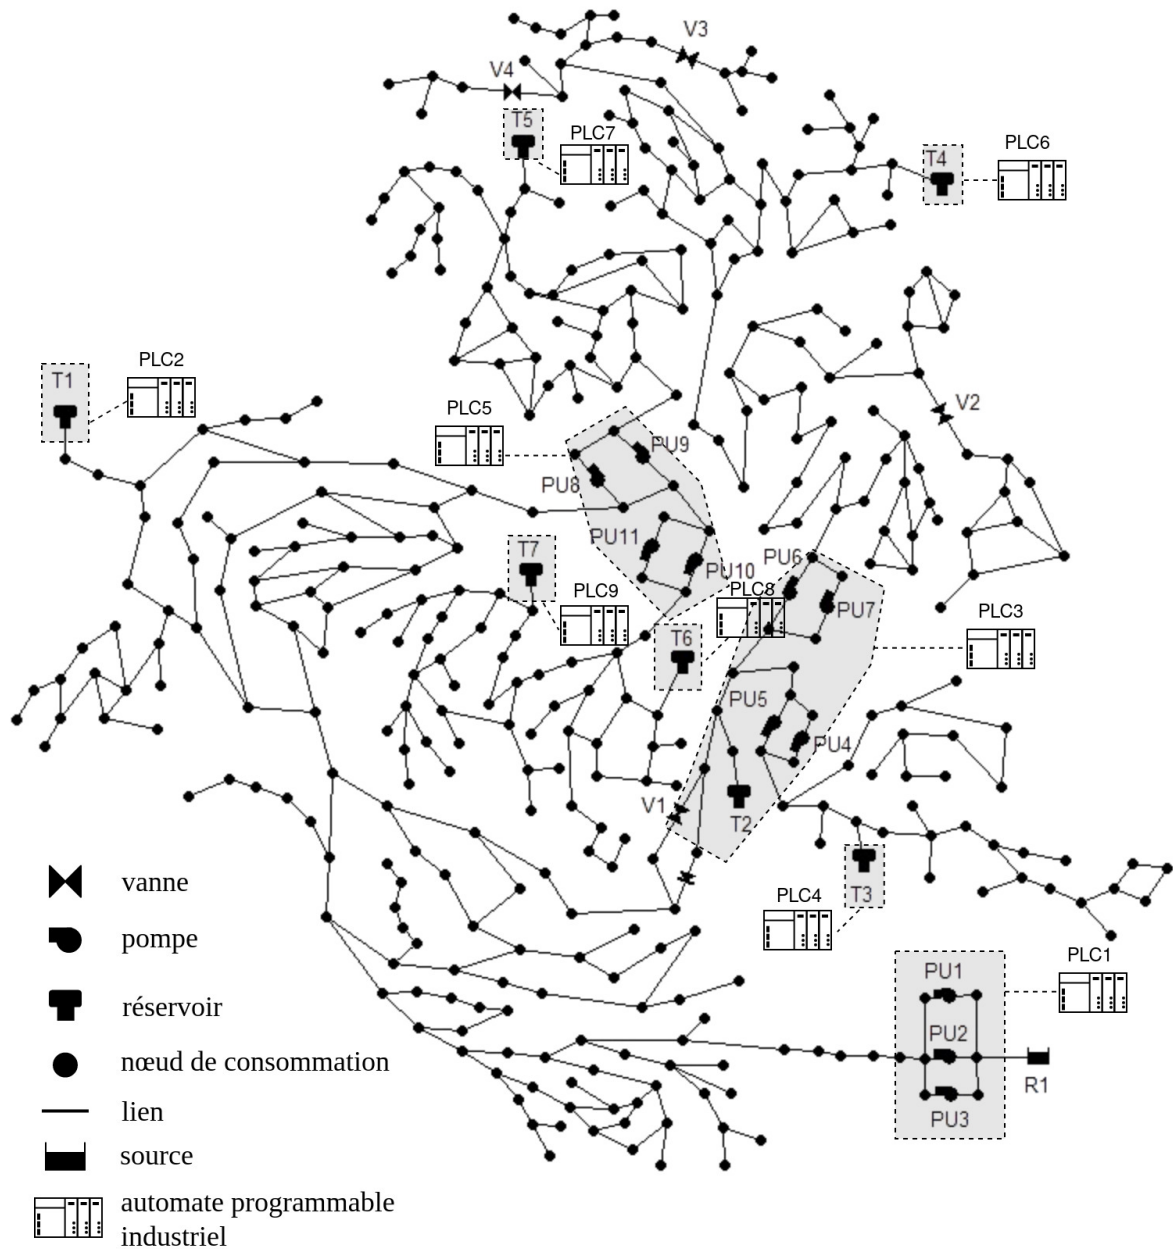 V3
V4
T5
PLC7
PLC6
T4
PLC2
T1
V2
PLC5
PU9
PU8
PU11
PU10
T7
PLC9
PU6
PLC8
PU7
PLC3
T6
PU5
PU4
V1
T2
PLC4
T3
PLC1
PU1
PU2
R1
PU3
vanne
pompe
réservoir
nœud de consommation
lien
source
automate programmable
industriel